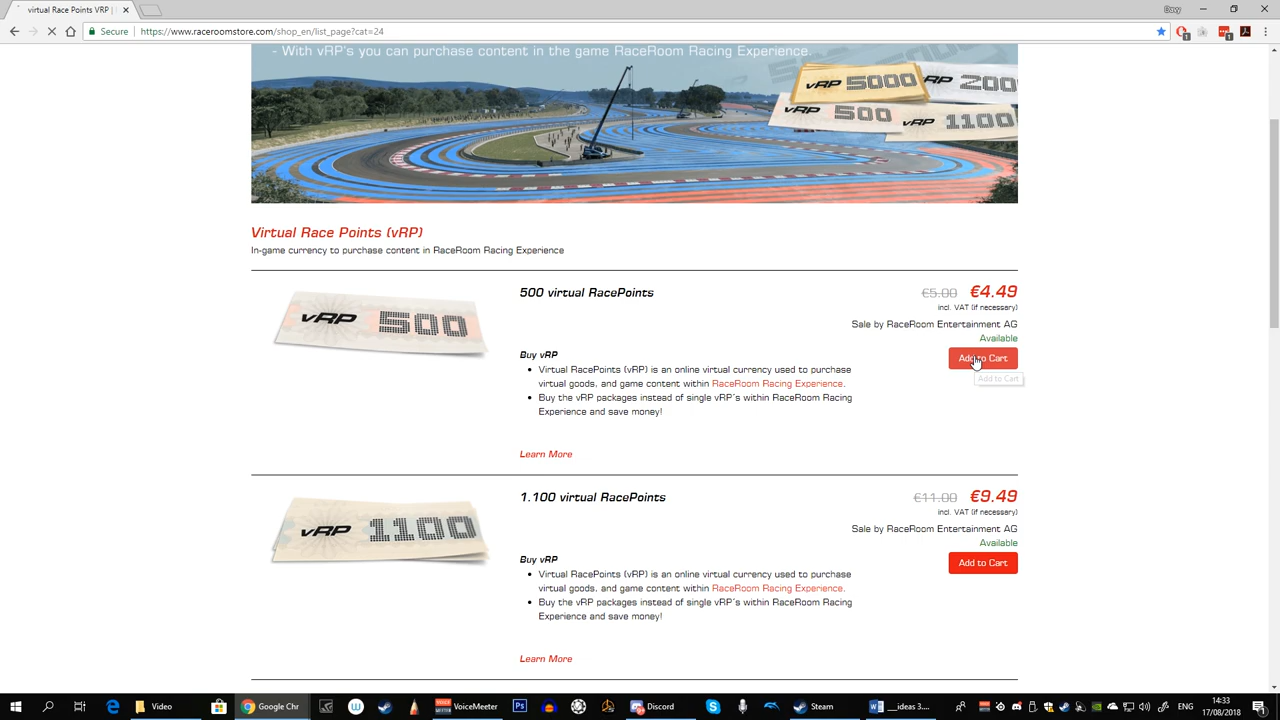 virtual Race Points VRP |
Secure
https://www.raceroomstore.com/shop_en/list_page?cat=24
- With vRP's you can purchase content in the game RaceRoom Racing Experience.
vRP 5000
vRP 200
vRP 500
vRP 1100
Virtual Race Points (vRP)
In-game currency to purchase content in RaceRoom Racing Experience
vRP 500
500 virtual RacePoints
€5.00 €4.49
incl. VAT (if necessary)
Sale by RaceRoom Entertainment AG
Available
Add to Cart
Add to Cart
Buy vRP
• Virtual RacePoints (vRP) is an online virtual currency used to purchase
virtual goods, and game content within RaceRoom Racing Experience.
• Buy the vRP packages instead of single vRP´s within RaceRoom Racing
Experience and save money!
Learn More
vRP 1100
1.100 virtual RacePoints
€11.00 €9.49
incl. VAT (if necessary)
Sale by RaceRoom Entertainment AG
Available
Add to Cart
Buy vRP
• Virtual RacePoints (vRP) is an online virtual currency used to purchase
virtual goods, and game content within RaceRoom Racing Experience.
• Buy the vRP packages instead of single vRP´s within RaceRoom Racing
Experience and save money!
Learn More
Video
Google Chr
VoiceMeeter
Discord
Steam
__ideas 3....
ENG
14:33
17/08/2018